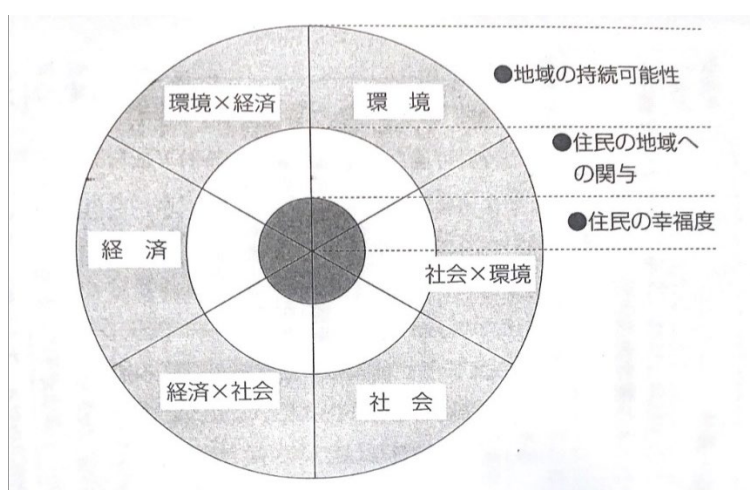 環境×経済
環 境
●地域の持続可能性
●住民の地域へ
の関与
●住民の幸福度
経 済
社会×環境
経済×社会
社 会